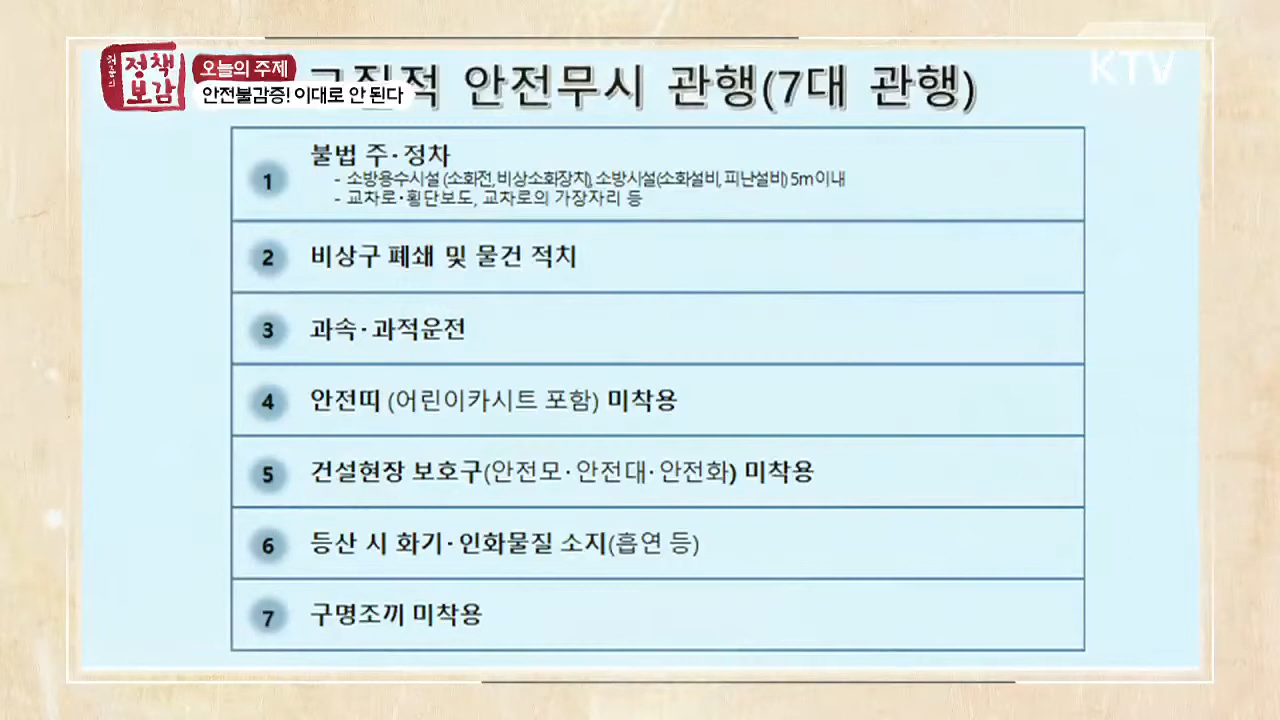 정책
보감
오늘의 주제
안전불감증! 이대로 안 된다
KTV
고질적 안전무시 관행(7대 관행)
1 불법 주·정차
- 소방용수시설 (소화전, 비상소화장치), 소방시설(소화설비, 피난설비) 5m 이내
- 교차로·횡단보도, 교차로의 가장자리 등
2 비상구 폐쇄 및 물건 적치
3 과속·과적운전
4 안전띠 (어린이카시트 포함) 미착용
5 건설현장 보호구(안전모·안전대·안전화) 미착용
6 등산 시 화기·인화물질 소지(흡연 등)
7 구명조끼 미착용